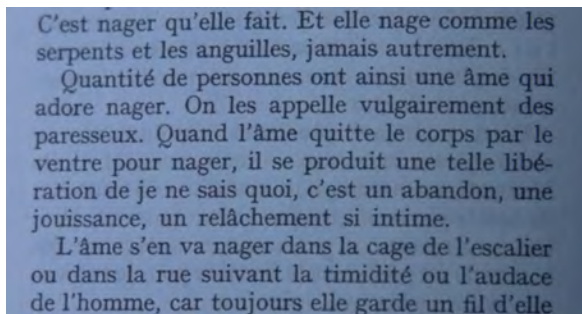 C'est nager qu'elle fait. Et elle nage comme les
serpents et les anguilles, jamais autrement.
Quantité de personnes ont ainsi une âme qui
adore nager. On les appelle vulgairement des
paresseux. Quand l'âme quitte le corps par le
ventre pour nager, il se produit une telle libé-
ration de je ne sais quoi, c'est un abandon, une
jouissance, un relâchement si intime.
L'âme s'en va nager dans la cage de l'escalier
ou dans la rue suivant la timidité ou l'audace
de l'homme, car toujours elle garde un fil d'elle